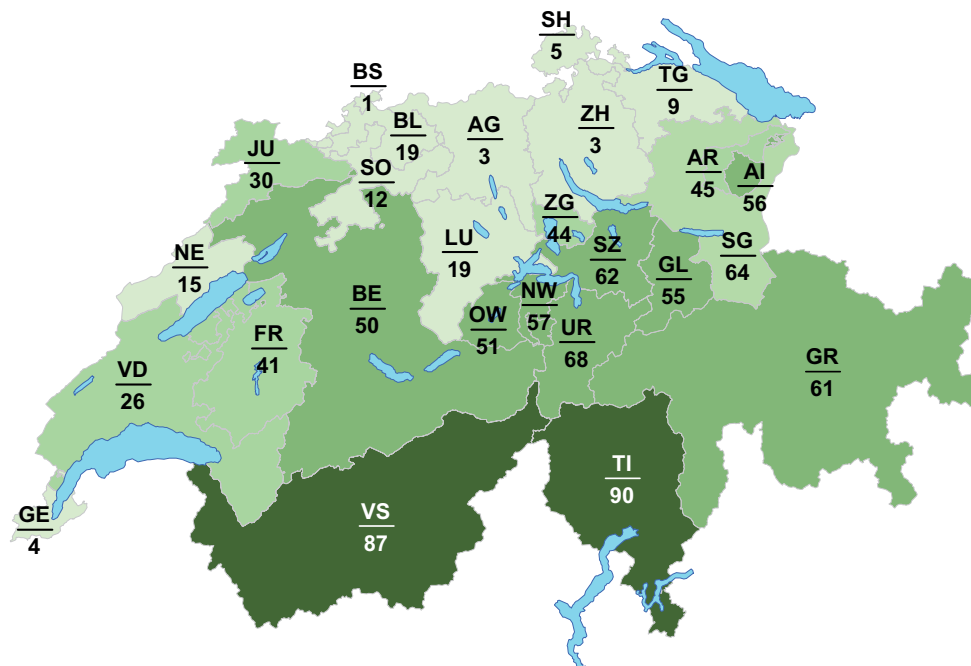 SH
5
BS
1
TG
9
BL
19
AG
3
ZH
3
JU
30
SO
12
AR
45
AI
56
ZG
44
NE
15
LU
19
SZ
62
SG
64
GL
55
BE
50
OW
51
NW
57
UR
68
FR
41
VD
26
GR
61
TI
90
VS
87
GE
4